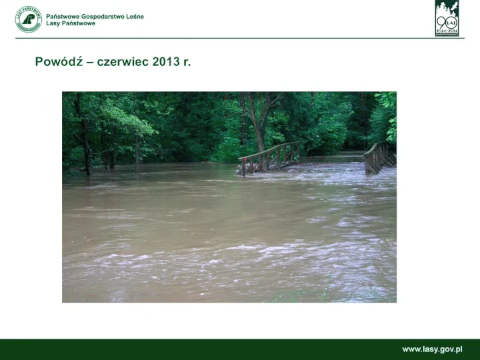 Państwowe Gospodarstwo Leśne
Lasy Państwowe
Powódź – czerwiec 2013 r.
www.lasy.gov.pl